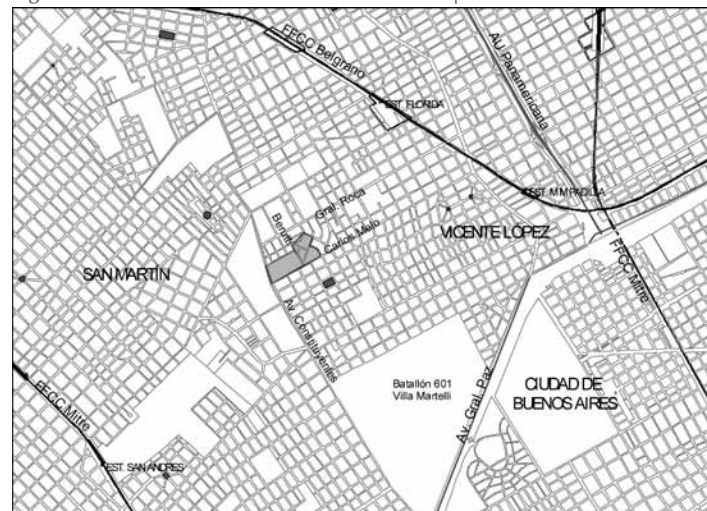 FFCC Belgrano
AU Panamericana
EST. FLORIDA
EST. M.M.PADILLA
Gral. Roca
Beruti
Carlos Melo
VICENTE LÓPEZ
SAN MARTÍN
FFCC Mitre
Av. Constituyentes
Batallón 601
Villa Martelli
Av. Gral. Paz
CIUDAD DE
BUENOS AIRES
FFCC Mitre
EST. SAN ANDRES